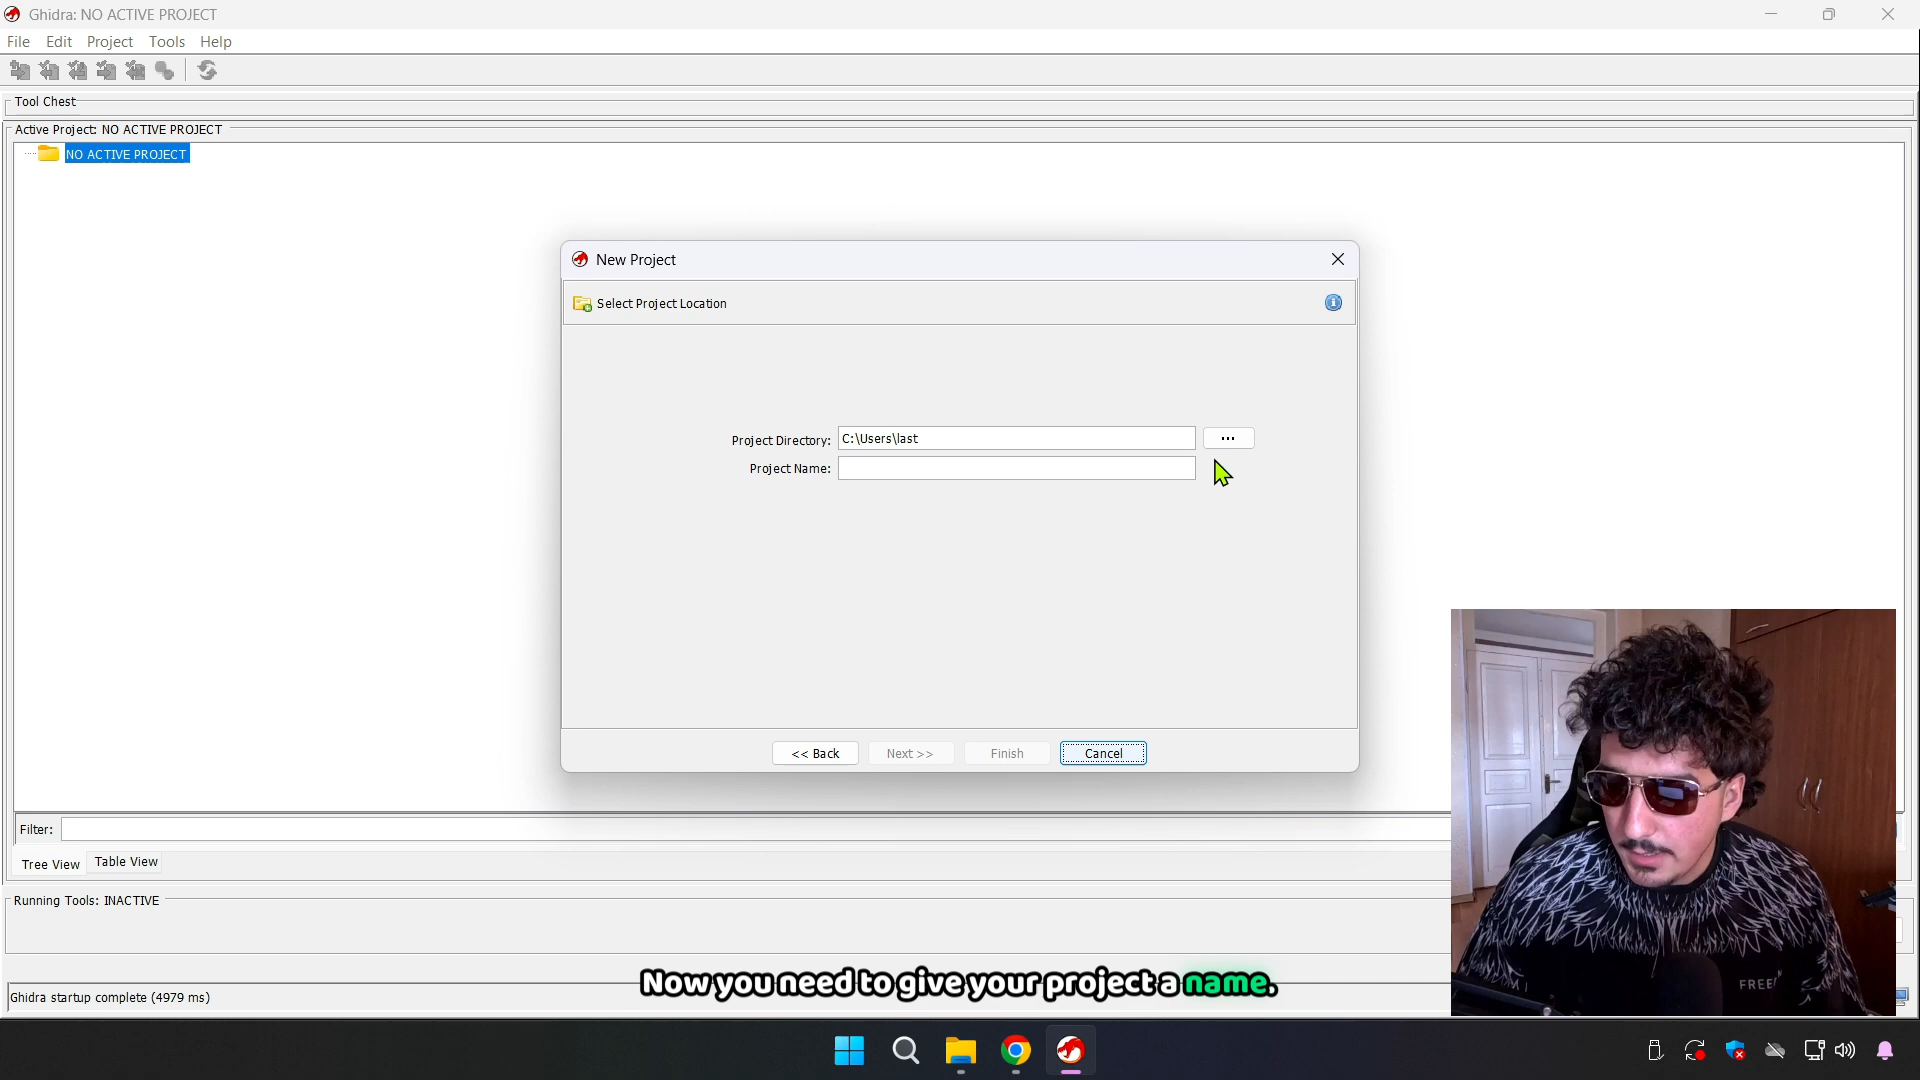 Ghidra: NO ACTIVE PROJECT
File Edit Project Tools Help
Tool Chest
Active Project: NO ACTIVE PROJECT
NO ACTIVE PROJECT
New Project
Select Project Location
Project Directory: C:\Users\last ...
Project Name:
<< Back Next >> Finish Cancel
Filter:
Tree View Table View
Running Tools: INACTIVE
Now you need to give your project a name.
Ghidra startup complete (4979 ms)